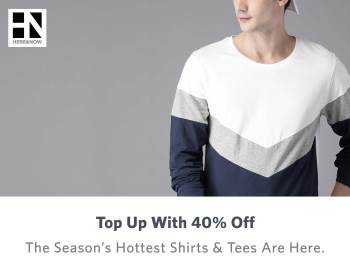 HN
HERE&NOW
Top Up With 40% Off
The Season's Hottest Shirts & Tees Are Here.